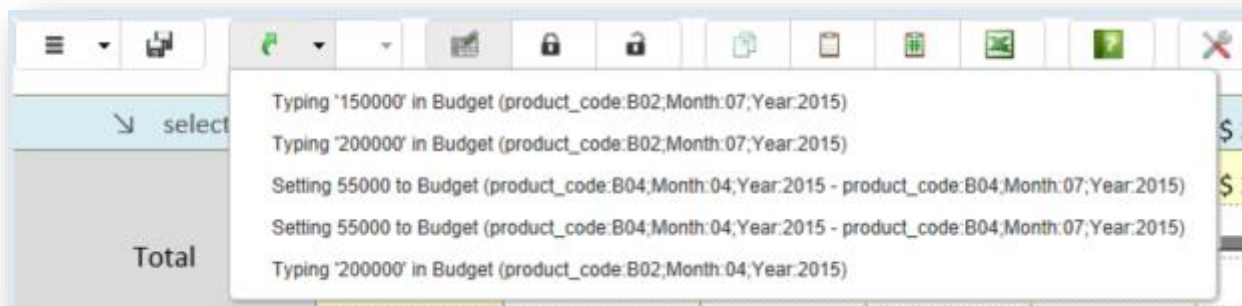 ?
Typing '150000' in Budget (product_code:B02;Month:07;Year:2015)
select
$
Typing '200000' in Budget (product_code:B02;Month:07;Year:2015)
Setting 55000 to Budget (product_code:B04;Month:04;Year:2015 - product_code:B04;Month:07;Year:2015)
$
Setting 55000 to Budget (product_code:B04;Month:04;Year:2015 - product_code:B04;Month:07;Year:2015)
Total
Typing '200000' in Budget (product_code:B02;Month:04;Year:2015)